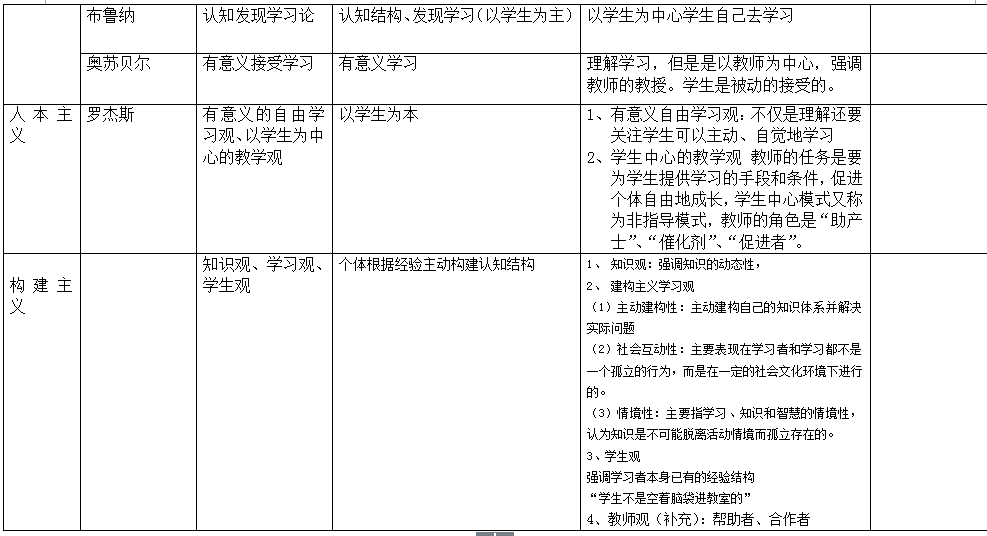 布鲁纳
认知发现学习论
认知结构、发现学习（以学生为主）
以学生为中心学生自己去学习
奥苏贝尔
有意义接受学习
有意义学习
理解学习，但是是以教师为中心，强调
教师的教授。学生是被动的接受的。
人本主
义
罗杰斯
有意义的自由学
习观、以学生为中
心的教学观
以学生为本
1、有意义自由学习观：不仅是理解还要
关注学生可以主动、自觉地学习
2、学生中心的教学观 教师的任务是要
为学生提供学习的手段和条件，促进
个体自由地成长，学生中心模式又称
为非指导模式，教师的角色是“助产
士”、“催化剂”、“促进者”。
构建主
义
知识观、学习观、
学生观
个体根据经验主动构建认知结构
1、 知识观：强调知识的动态性，
2、 建构主义学习观
（1）主动建构性：主动建构自己的知识体系并解决
实际问题
（2）社会互动性：主要表现在学习者和学习都不是
一个孤立的行为，而是在一定的社会文化环境下进行
的。
（3）情境性：主要指学习、知识和智慧的情境性，
认为知识是不可能脱离活动情境而孤立存在的。
3、学生观
强调学习者本身已有的经验结构
“学生不是空着脑袋进教室的”
4、教师观（补充）：帮助者、合作者